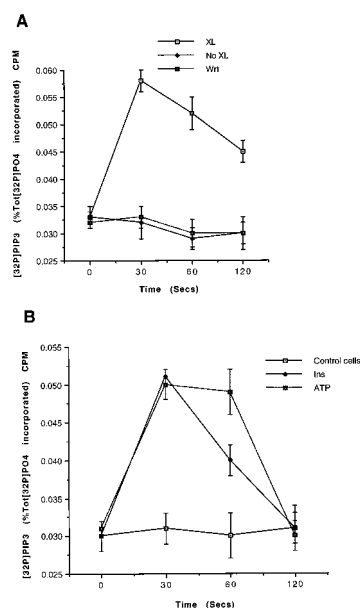 A
XL
No XL
Wrt
[32P]PIP3 (%Tot[32P]PO4 incorporated) CPM
0.060
0.055
0.050
0.045
0.040
0.035
0.030
0.025
0
30
60
120
Time (Secs)
B
Control cells
Ins
ATP
[32P]PIP3 (%Tot[32P]PO4 incorporated) CPM
0.055
0.050
0.045
0.040
0.035
0.030
0.025
0
30
60
120
Time (Secs)